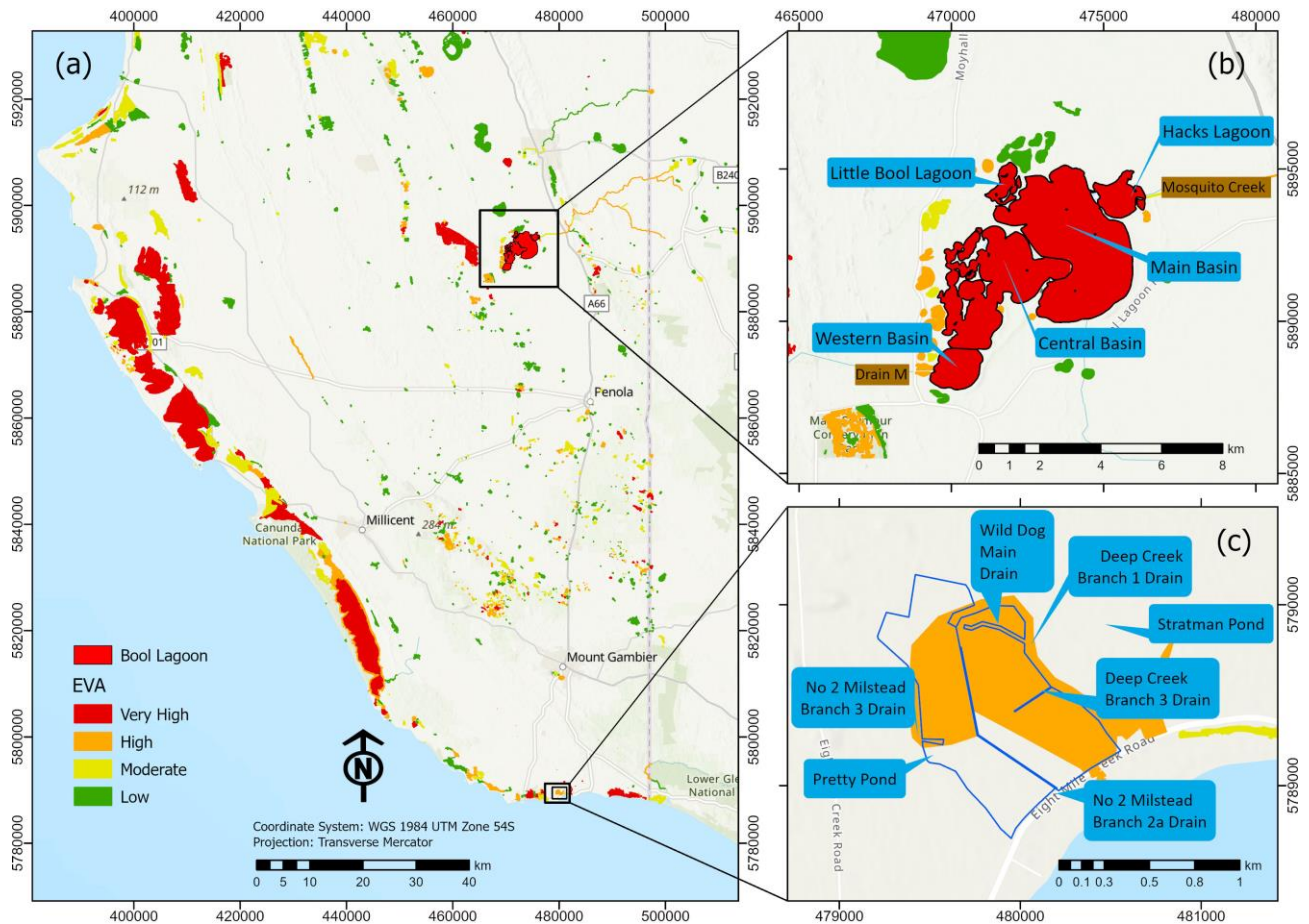 400000 420000 440000 460000 480000 500000
465000 470000 475000 480000
(a)
5920000
5900000
5880000
5860000
5840000
5820000
5800000
5780000
112 m
B240
A66
01
Fenola
Millicent
284 m
Canunda
National Park
Mount Gambier
Lower Gle
National
Bool Lagoon
EVA
Very High
High
Moderate
Low
N
Coordinate System: WGS 1984 UTM Zone 54S
Projection: Transverse Mercator
km
0 5 10 20 30 40
400000 420000 440000 460000 480000 500000
(b)
Moyhall
Hacks Lagoon
Little Bool Lagoon
Mosquito Creek
Main Basin
Western Basin
Central Basin
Drain M
Lagoon
km
0 1 2 4 6 8
5895000
5890000
5885000
(c)
Wild Dog
Main
Drain
Deep Creek
Branch 1 Drain
Stratman Pond
No 2 Milstead
Branch 3 Drain
Deep Creek
Branch 3 Drain
Pretty Pond
No 2 Milstead
Branch 2a Drain
Eight Mile Creek Road
Creek Road
km
0 0.1 0.3 0.5 0.8 1
5790000
5789000
479000 480000 481000